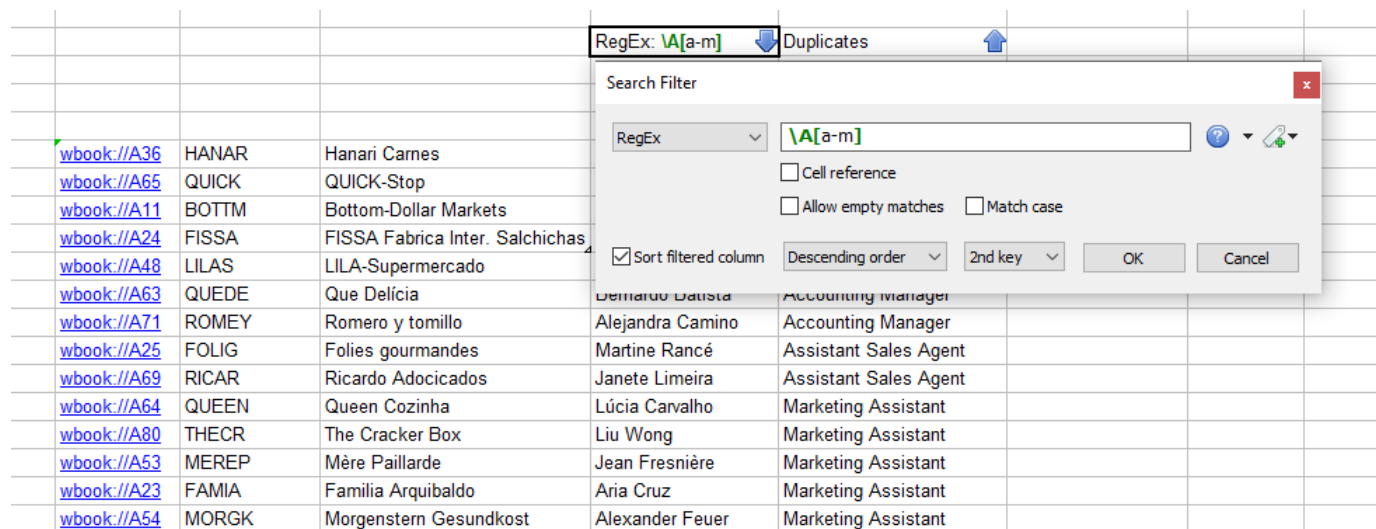 RegEx: \A[a-m] Duplicates
Search Filter
x
RegEx \A[a-m] ?
Cell reference
Allow empty matches Match case
Sort filtered column Descending order 2nd key OK Cancel
wbook://A36 HANAR Hanari Carnes
wbook://A65 QUICK QUICK-Stop
wbook://A11 BOTTM Bottom-Dollar Markets
wbook://A24 FISSA FISSA Fabrica Inter. Salchichas
wbook://A48 LILAS LILA-Supermercado
wbook://A63 QUEDE Que Delícia Bernardo Batista Accounting Manager
wbook://A71 ROMEY Romero y tomillo Alejandra Camino Accounting Manager
wbook://A25 FOLIG Folies gourmandes Martine Rancé Assistant Sales Agent
wbook://A69 RICAR Ricardo Adocicados Janete Limeira Assistant Sales Agent
wbook://A64 QUEEN Queen Cozinha Lúcia Carvalho Marketing Assistant
wbook://A80 THECR The Cracker Box Liu Wong Marketing Assistant
wbook://A53 MEREP Mère Paillarde Jean Fresnière Marketing Assistant
wbook://A23 FAMIA Familia Arquibaldo Aria Cruz Marketing Assistant
wbook://A54 MORGK Morgenstern Gesundkost Alexander Feuer Marketing Assistant